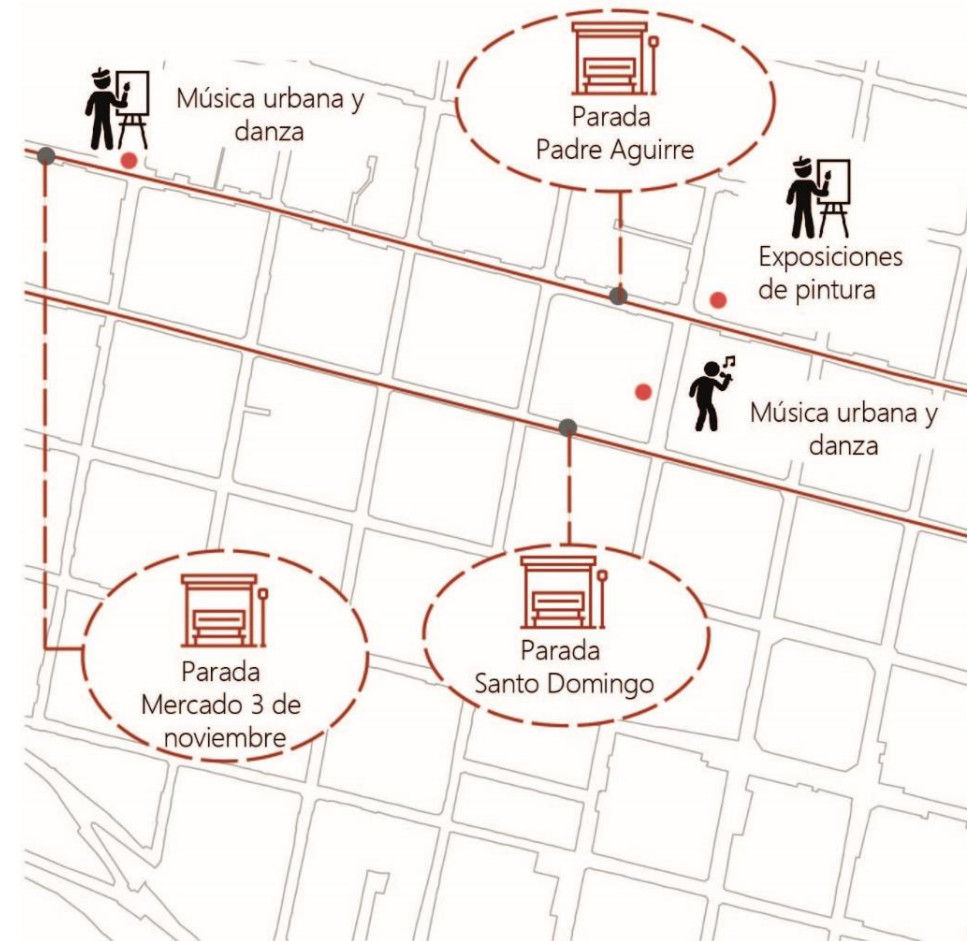 Música urbana y
danza
Parada
Padre Aguirre
Exposiciones
de pintura
Música urbana y
danza
Parada
Santo Domingo
Parada
Mercado 3 de
noviembre